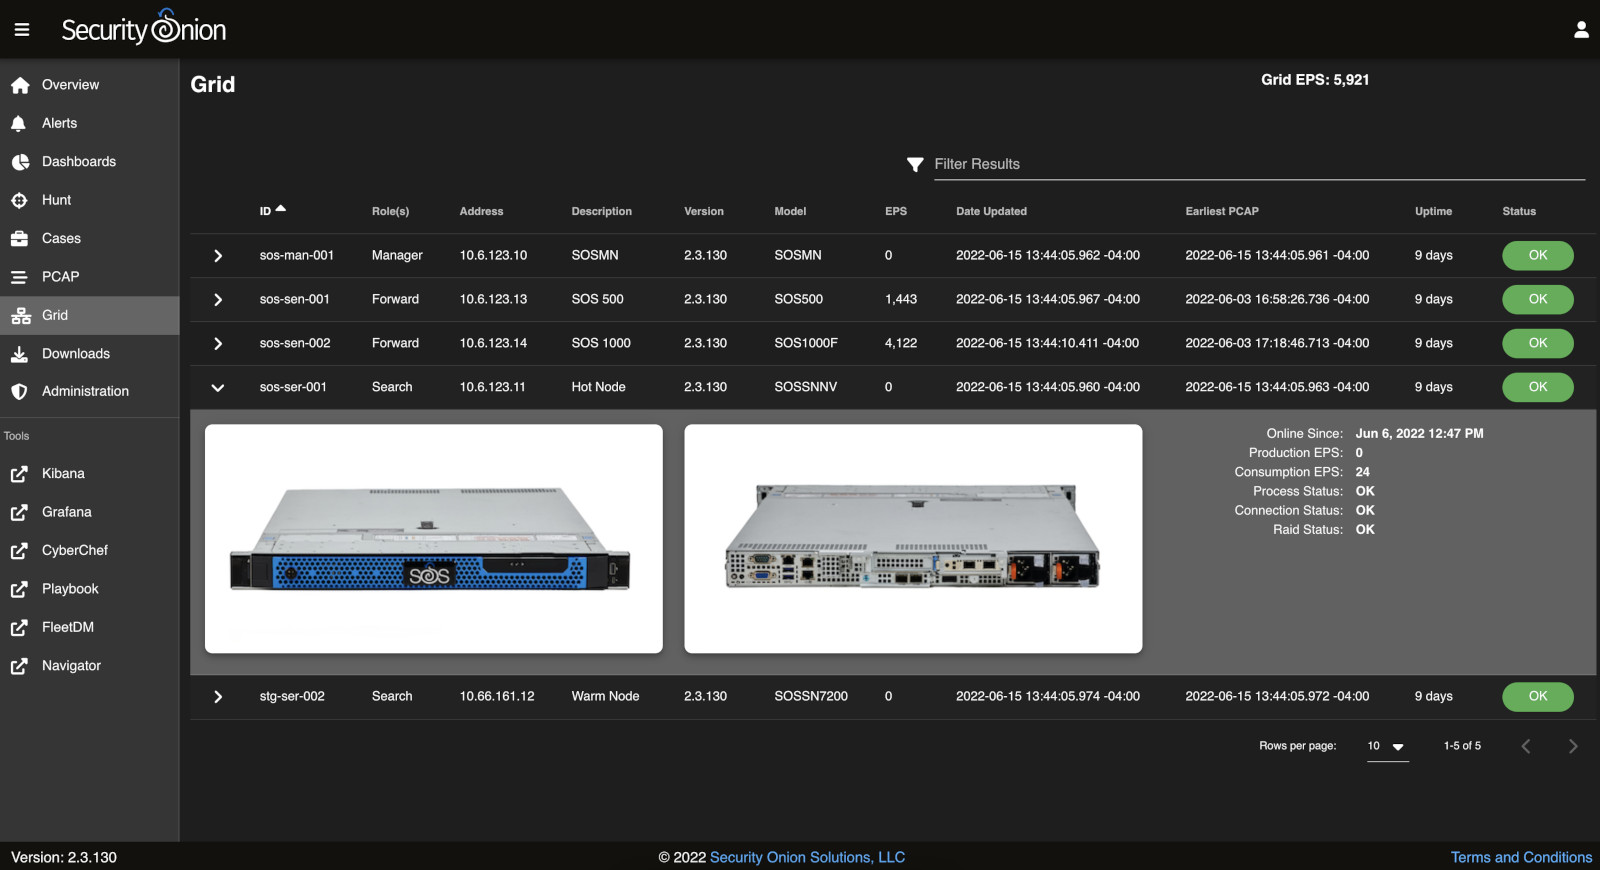 Security Onion
Overview
Alerts
Dashboards
Hunt
Cases
PCAP
Grid
Downloads
Administration
Tools
Kibana
Grafana
CyberChef
Playbook
FleetDM
Navigator
Grid
Grid EPS: 5,921
Filter Results
ID Role(s) Address Description Version Model EPS Date Updated Earliest PCAP Uptime Status
sos-man-001 Manager 10.6.123.10 SOSMN 2.3.130 SOSMN 0 2022-06-15 13:44:05.962 -04:00 2022-06-15 13:44:05.961 -04:00 9 days OK
sos-sen-001 Forward 10.6.123.13 SOS 500 2.3.130 SOS500 1,443 2022-06-15 13:44:05.967 -04:00 2022-06-03 16:58:26.736 -04:00 9 days OK
sos-sen-002 Forward 10.6.123.14 SOS 1000 2.3.130 SOS1000F 4,122 2022-06-15 13:44:10.411 -04:00 2022-06-03 17:18:46.713 -04:00 9 days OK
sos-ser-001 Search 10.6.123.11 Hot Node 2.3.130 SOSSNNV 0 2022-06-15 13:44:05.960 -04:00 2022-06-15 13:44:05.963 -04:00 9 days OK
SOS
Online Since: Jun 6, 2022 12:47 PM
Production EPS: 0
Consumption EPS: 24
Process Status: OK
Connection Status: OK
Raid Status: OK
stg-ser-002 Search 10.66.161.12 Warm Node 2.3.130 SOSSN7200 0 2022-06-15 13:44:05.974 -04:00 2022-06-15 13:44:05.972 -04:00 9 days OK
Rows per page: 10 1-5 of 5
Version: 2.3.130
© 2022 Security Onion Solutions, LLC
Terms and Conditions